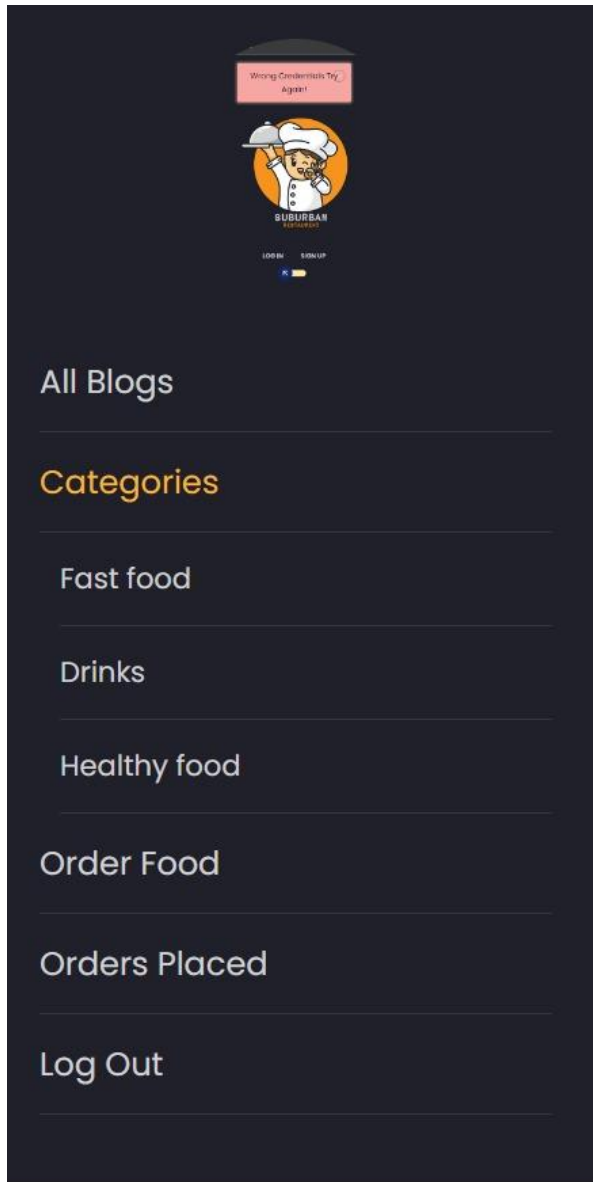 Wrong Credentials Try
Again!
SUBURBAN
RESTAURANT
LOG IN SIGN UP
All Blogs
Categories
Fast food
Drinks
Healthy food
Order Food
Orders Placed
Log Out